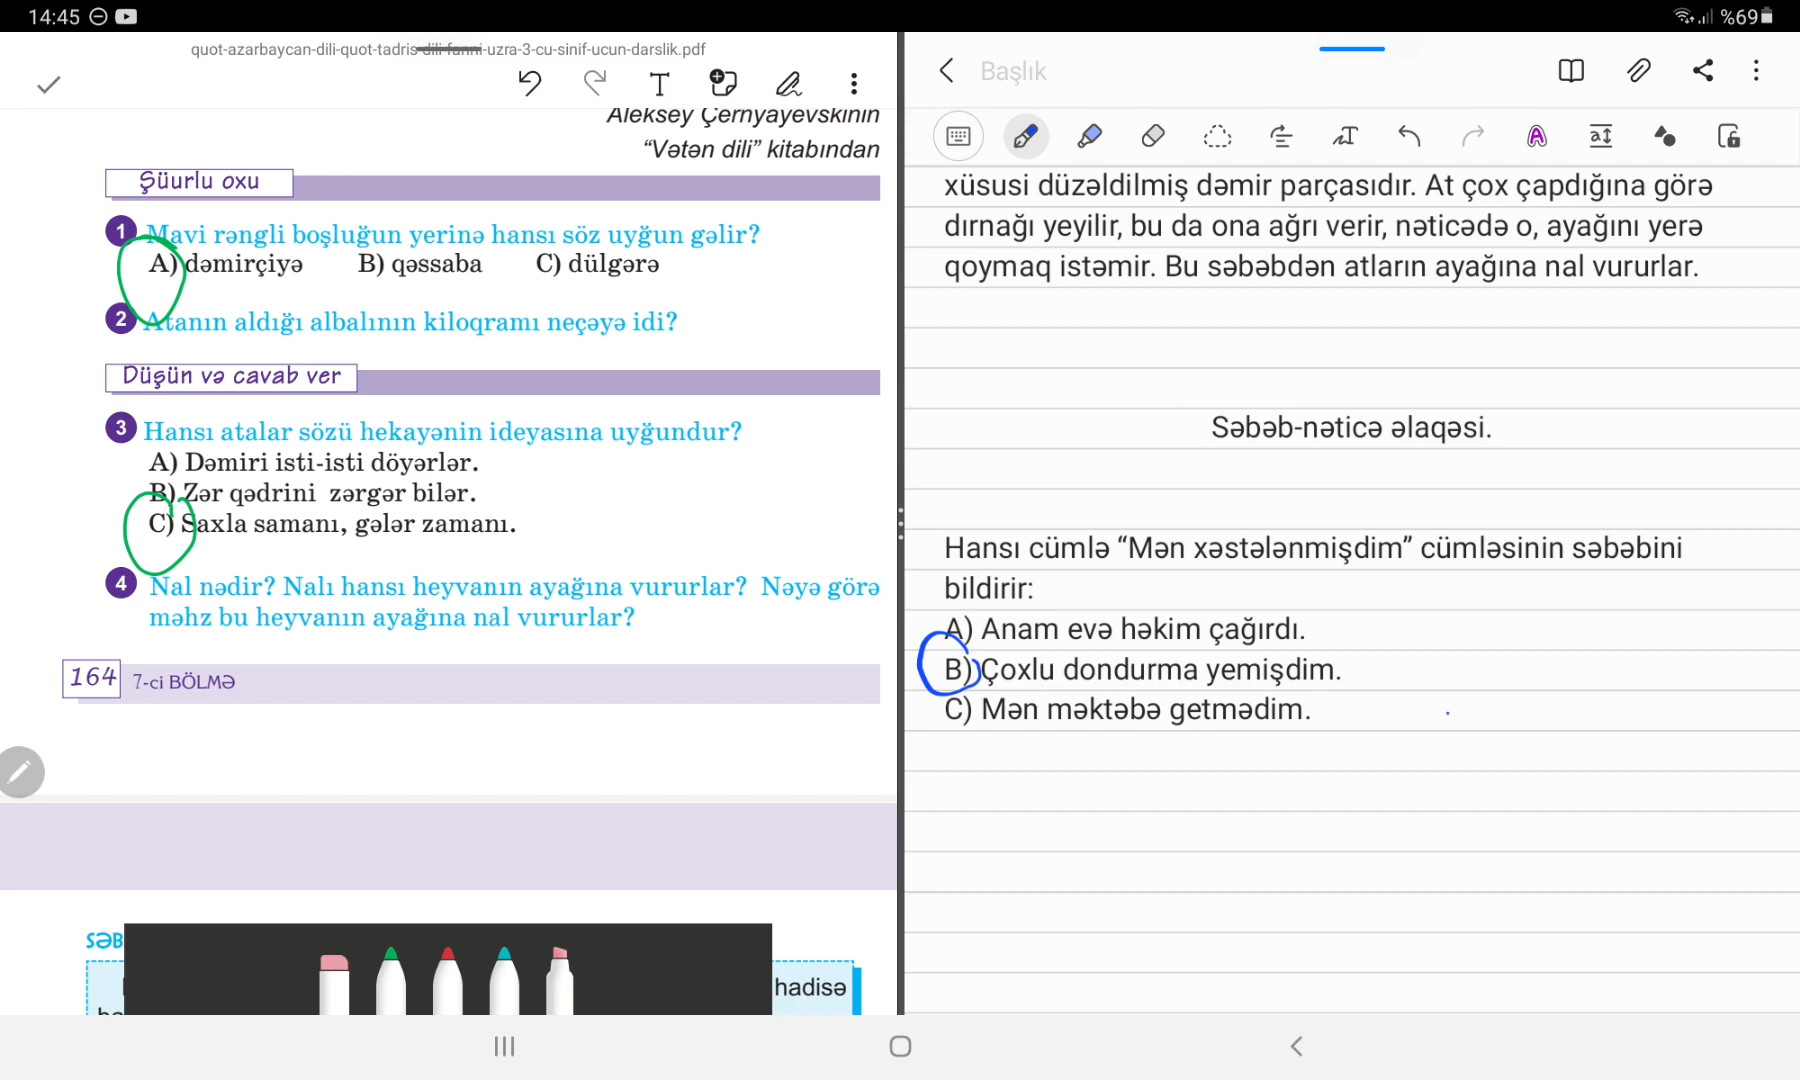 14:45
%69
quot-azarbaycan-dili-quot-tadris-dili-fanni-uzra-3-cu-sinif-ucun-darslik.pdf
Aleksey Çernyayevskinin
“Vətən dili” kitabından
Şüurlu oxu
1 Mavi rəngli boşluğun yerinə hansı söz uyğun gəlir?
A) dəmirçiyə B) qəssaba C) dülgərə
2 Atanın aldığı albalının kiloqramı neçəyə idi?
Düşün və cavab ver
3 Hansı atalar sözü hekayənin ideyasına uyğundur?
A) Dəmiri isti-isti döyərlər.
B) Zər qədrini zərgər bilər.
C) Saxla samanı, gələr zamanı.
4 Nal nədir? Nalı hansı heyvanın ayağına vururlar? Nəyə görə
məhz bu heyvanın ayağına nal vururlar?
164 7-ci BÖLMƏ
SƏB
hadisə
Başlıq
xüsusi düzəldilmiş dəmir parçasıdır. At çox çapdığına görə
dırnağı yeyilir, bu da ona ağrı verir, nəticədə o, ayağını yerə
qoymaq istəmir. Bu səbəbdən atların ayağına nal vururlar.
Səbəb-nəticə əlaqəsi.
Hansı cümlə “Mən xəstələnmişdim” cümləsinin səbəbini
bildirir:
A) Anam evə həkim çağırdı.
B) Çoxlu dondurma yemişdim.
C) Mən məktəbə getmədim.